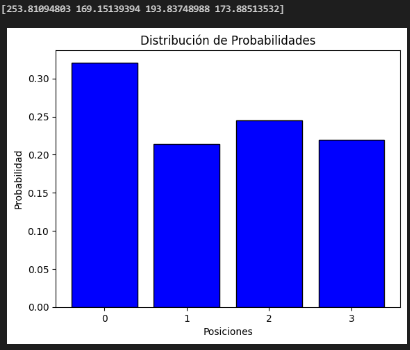 [253.81094803 169.15139394 193.83748988 173.88513532]
Distribución de Probabilidades
0.30
0.25
0.20
0.15
0.10
0.05
0.00
Probabilidad
0 1 2 3
Posiciones